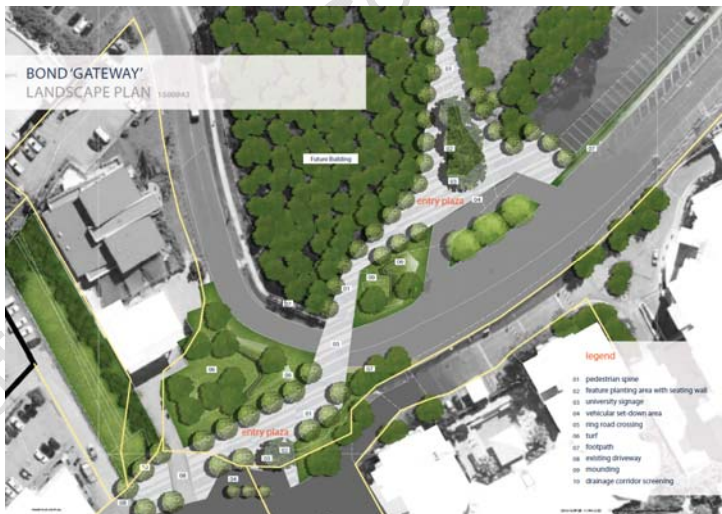 BOND 'GATEWAY'
LANDSCAPE PLAN
Future Building
entry plaza
entry plaza
legend
01 pedestrian spine
02 feature planting area with seating wall
03 university signage
04 vehicular set-down area
05 ring road crossing
06 turf
07 footpath
08 existing driveway
09 mounding
10 drainage corridor screening